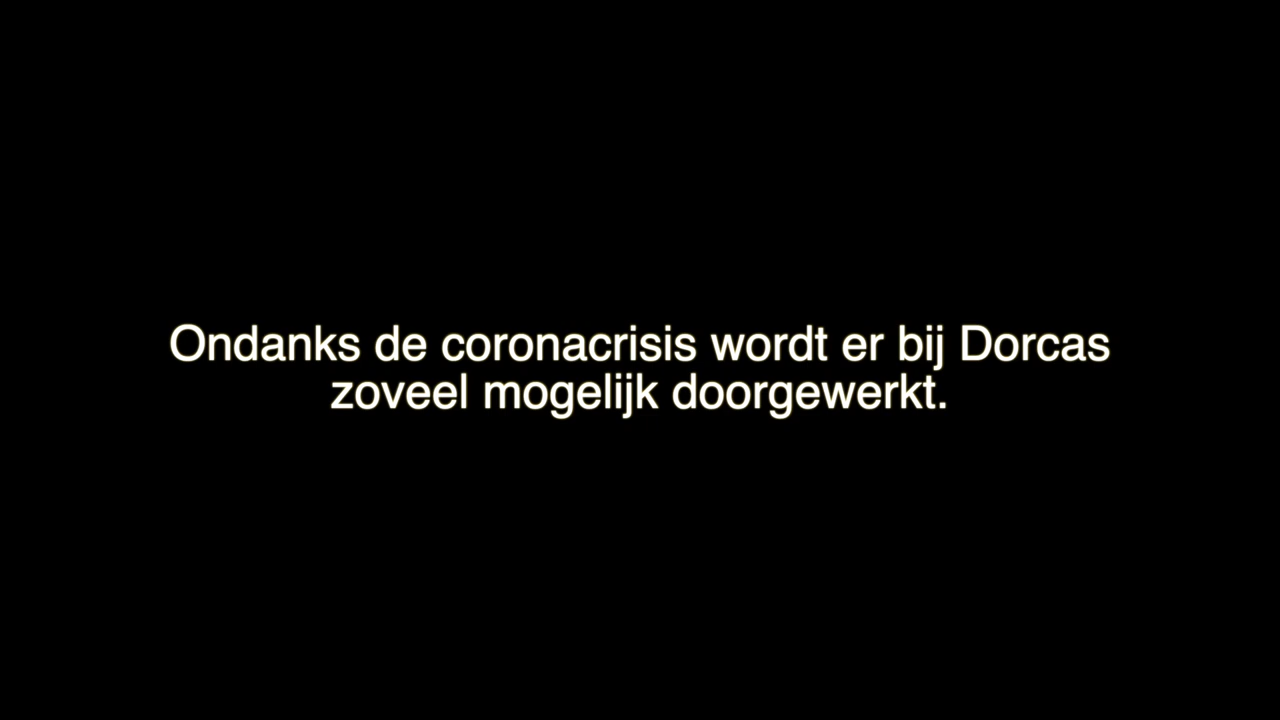 Ondanks de coronacrisis wordt er bij Dorcas
zoveel mogelijk doorgewerkt.